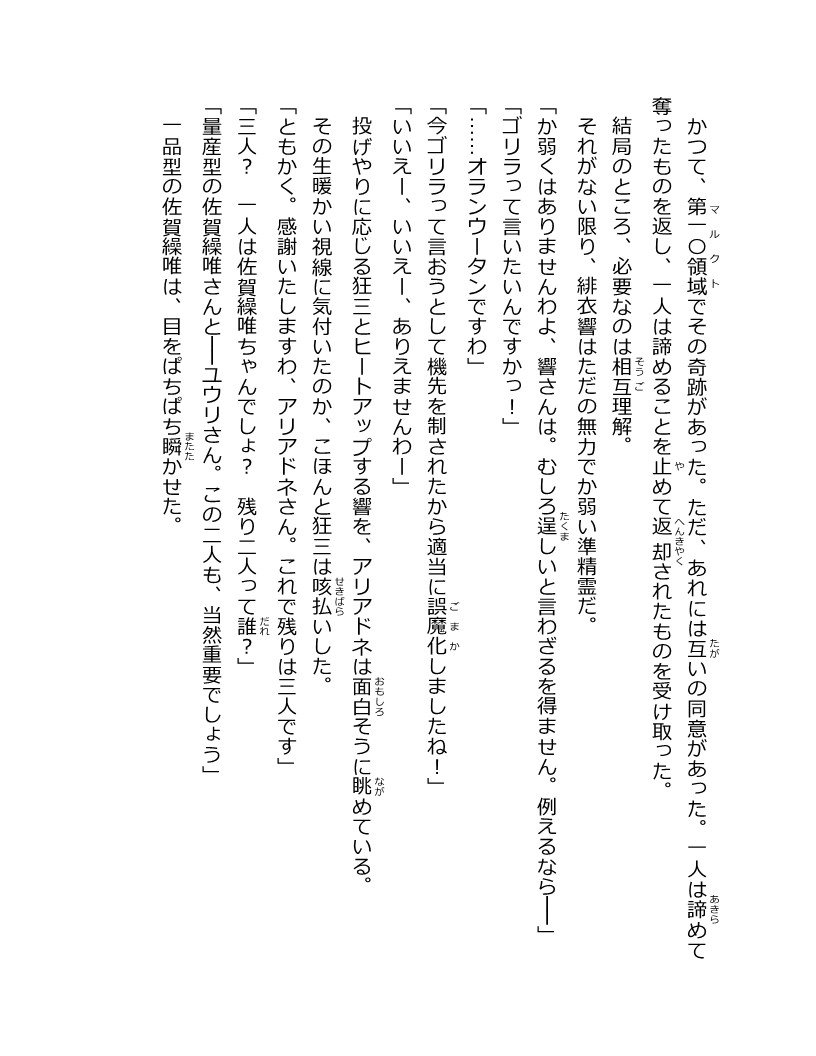 かつて、第一〇領域でその奇跡があった。ただ、あれには互いの同意があった。一人は諦めて
奪ったものを返し、一人は諦めることを止めて返却されたものを受け取った。
結局のところ、必要なのは相互理解。
それがない限り、緋衣響はただの無力でか弱い準精霊だ。
「か弱くはありませんわよ、響さんは。むしろ逞しいと言わざるを得ません。例えるなら――」
「ゴリラって言いたいんですかっ！」
「……オランウータンですわ」
「今ゴリラって言おうとして機先を制されたから適当に誤魔化しましたね！」
「いいえー、いいえー、ありえませんわー」
投げやりに応じる狂三とヒートアップする響を、アリアドネは面白そうに眺めている。
その生暖かい視線に気付いたのか、こほんと狂三は咳払いした。
「ともかく。感謝いたしますわ、アリアドネさん。これで残りは三人です」
「三人？　一人は佐賀繰唯ちゃんでしょ？　残り二人って誰？」
「量産型の佐賀繰唯さんと――ユウリさん。この二人も、当然重要でしょう」
一品型の佐賀繰唯は、目をぱちぱち瞬かせた。